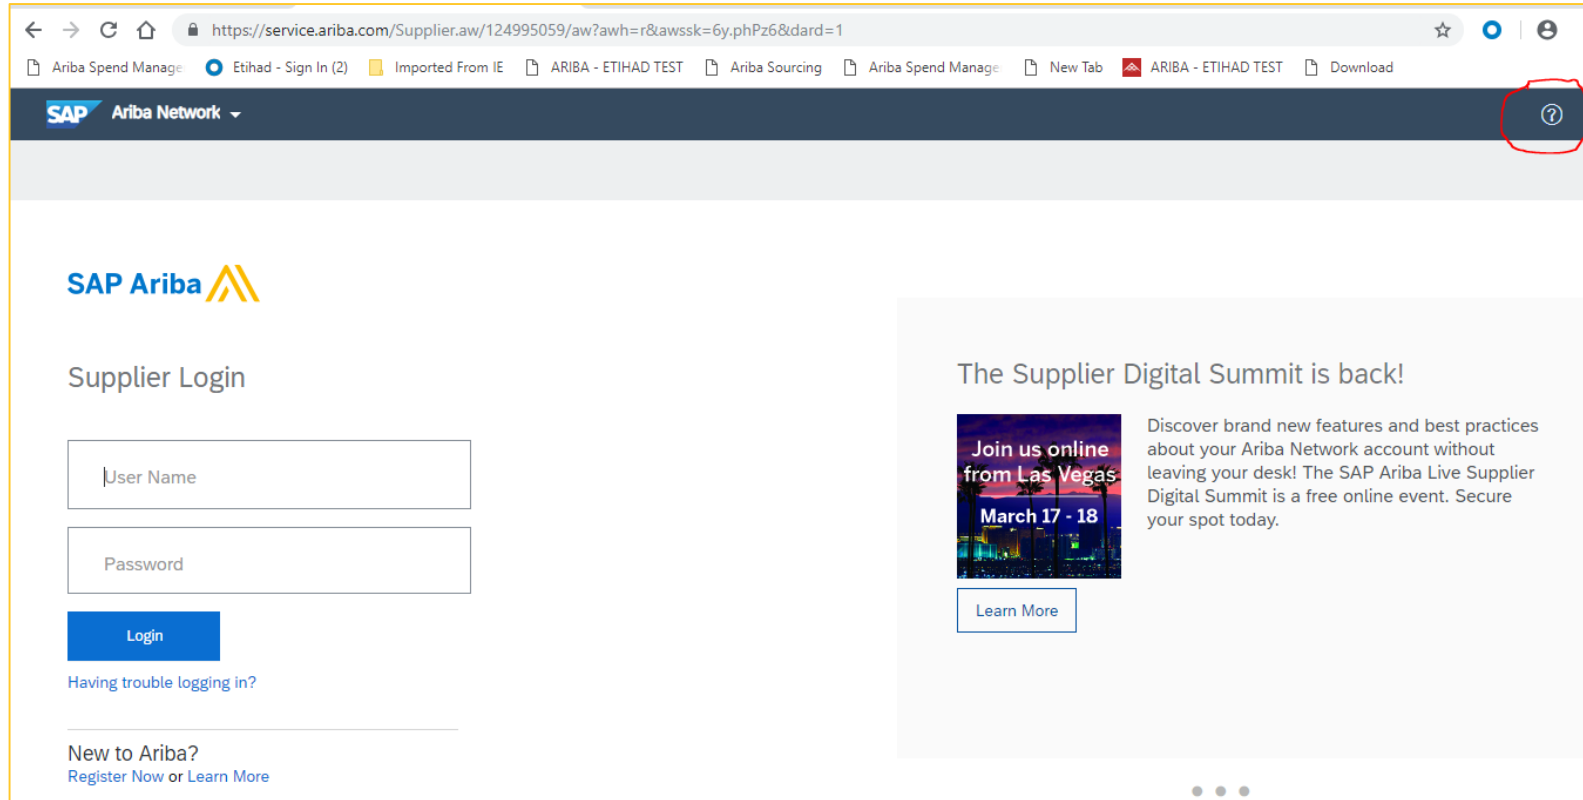 https://service.ariba.com/Supplier.aw/124995059/aw?awh=r&awssk=6y.phPz6&dard=1
Ariba Spend Manage Etihad - Sign In (2) Imported From IE ARIBA - ETIHAD TEST Ariba Sourcing Ariba Spend Manage New Tab ARIBA - ETIHAD TEST Download
SAP Ariba Network
?
SAP Ariba
Supplier Login
User Name
Password
Login
Having trouble logging in?
New to Ariba?
Register Now or Learn More
The Supplier Digital Summit is back!
Join us online
from Las Vegas
March 17 - 18
Discover brand new features and best practices
about your Ariba Network account without
leaving your desk! The SAP Ariba Live Supplier
Digital Summit is a free online event. Secure
your spot today.
Learn More